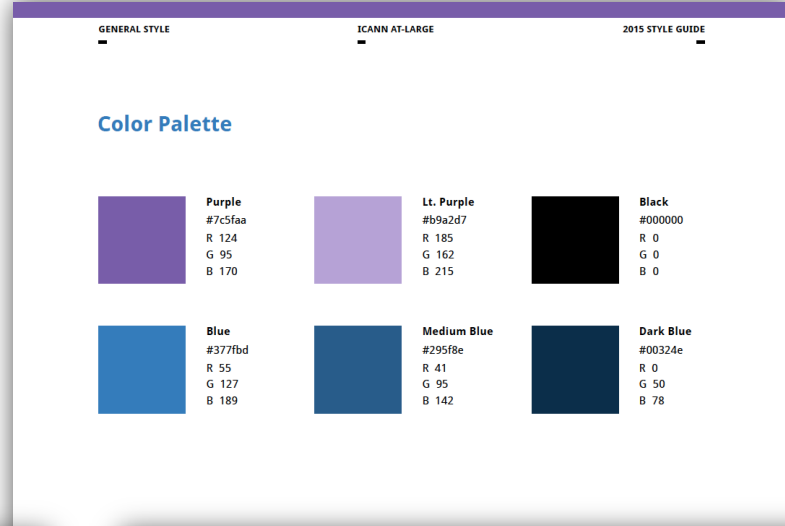 GENERAL STYLE
ICANN AT-LARGE
2015 STYLE GUIDE
Color Palette
Purple
#7c5faa
R 124
G 95
B 170
Lt. Purple
#b9a2d7
R 185
G 162
B 215
Black
#000000
R 0
G 0
B 0
Blue
#377fbd
R 55
G 127
B 189
Medium Blue
#295f8e
R 41
G 95
B 142
Dark Blue
#00324e
R 0
G 50
B 78